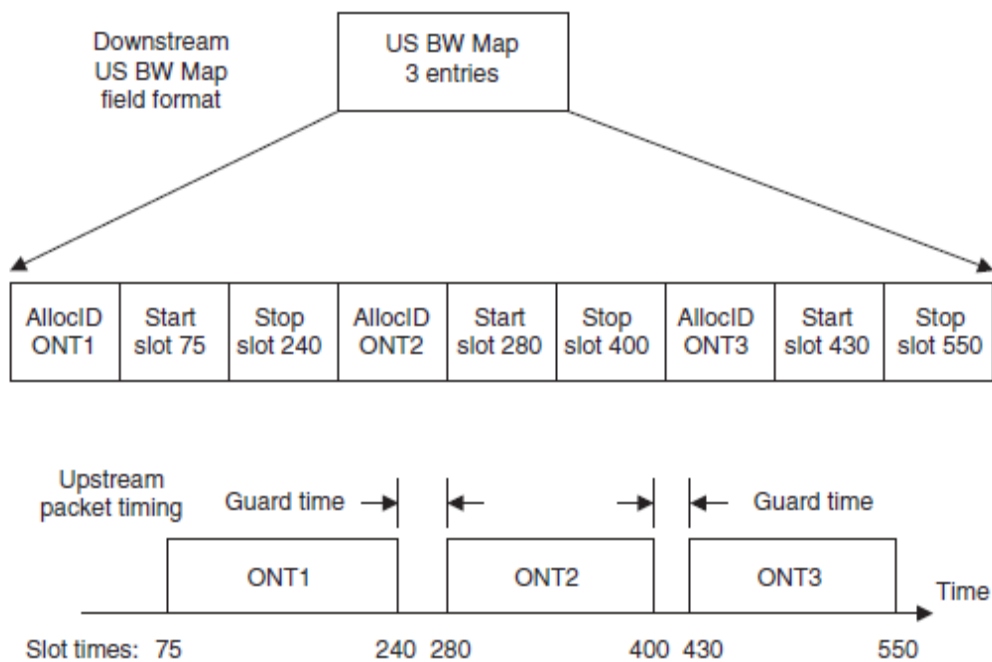 Downstream
US BW Map
field format
US BW Map
3 entries
AllocID
ONT1
Start
slot 75
Stop
slot 240
AllocID
ONT2
Start
slot 280
Stop
slot 400
AllocID
ONT3
Start
slot 430
Stop
slot 550
Upstream
packet timing
Guard time
Guard time
ONT1
ONT2
ONT3
Time
Slot times: 75 240 280 400 430 550